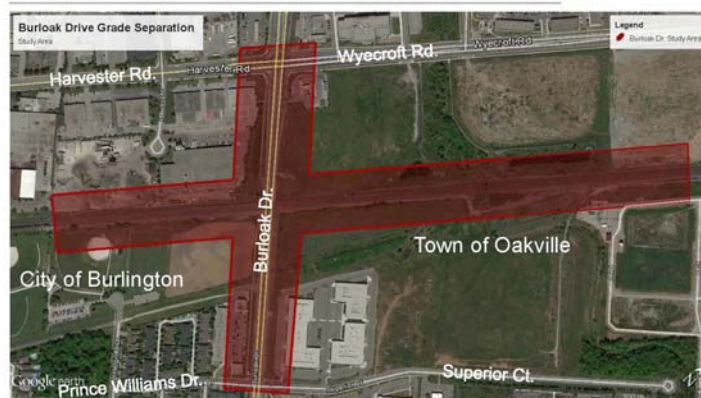 Burloak Drive Grade Separation
Study Area
Legend
Burloak Dr. Study Area
Harvester Rd.
Harvester Rd
Wyecroft Rd.
Wyecroft Rd
Burloak Dr.
City of Burlington
Town of Oakville
Google earth
Prince Williams Dr.
Superior Ct.